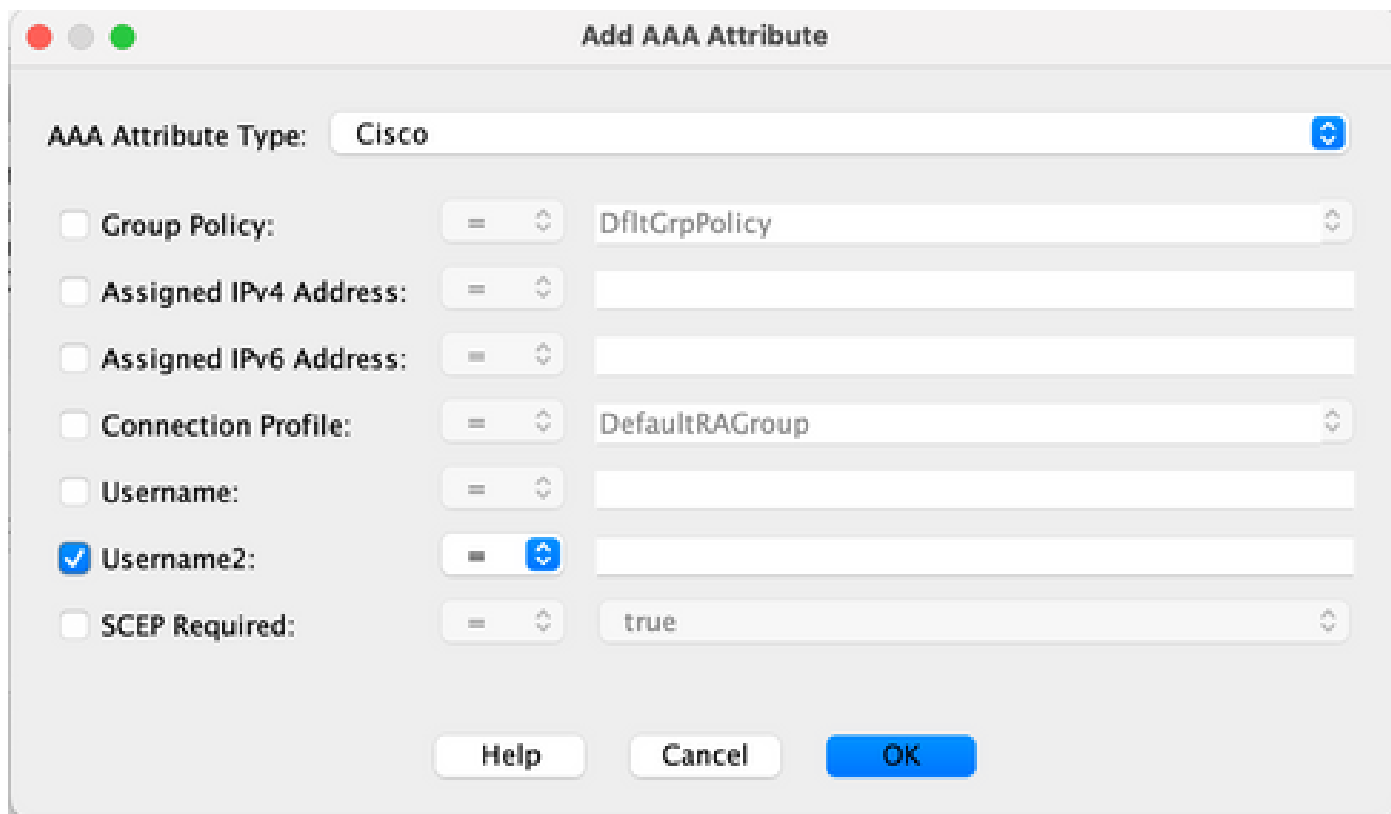 Add AAA Attribute
AAA Attribute Type: Cisco
Group Policy: = DfltGrpPolicy
Assigned IPv4 Address: =
Assigned IPv6 Address: =
Connection Profile: = DefaultRAGroup
Username: =
Username2: =
SCEP Required: = true
Help Cancel OK